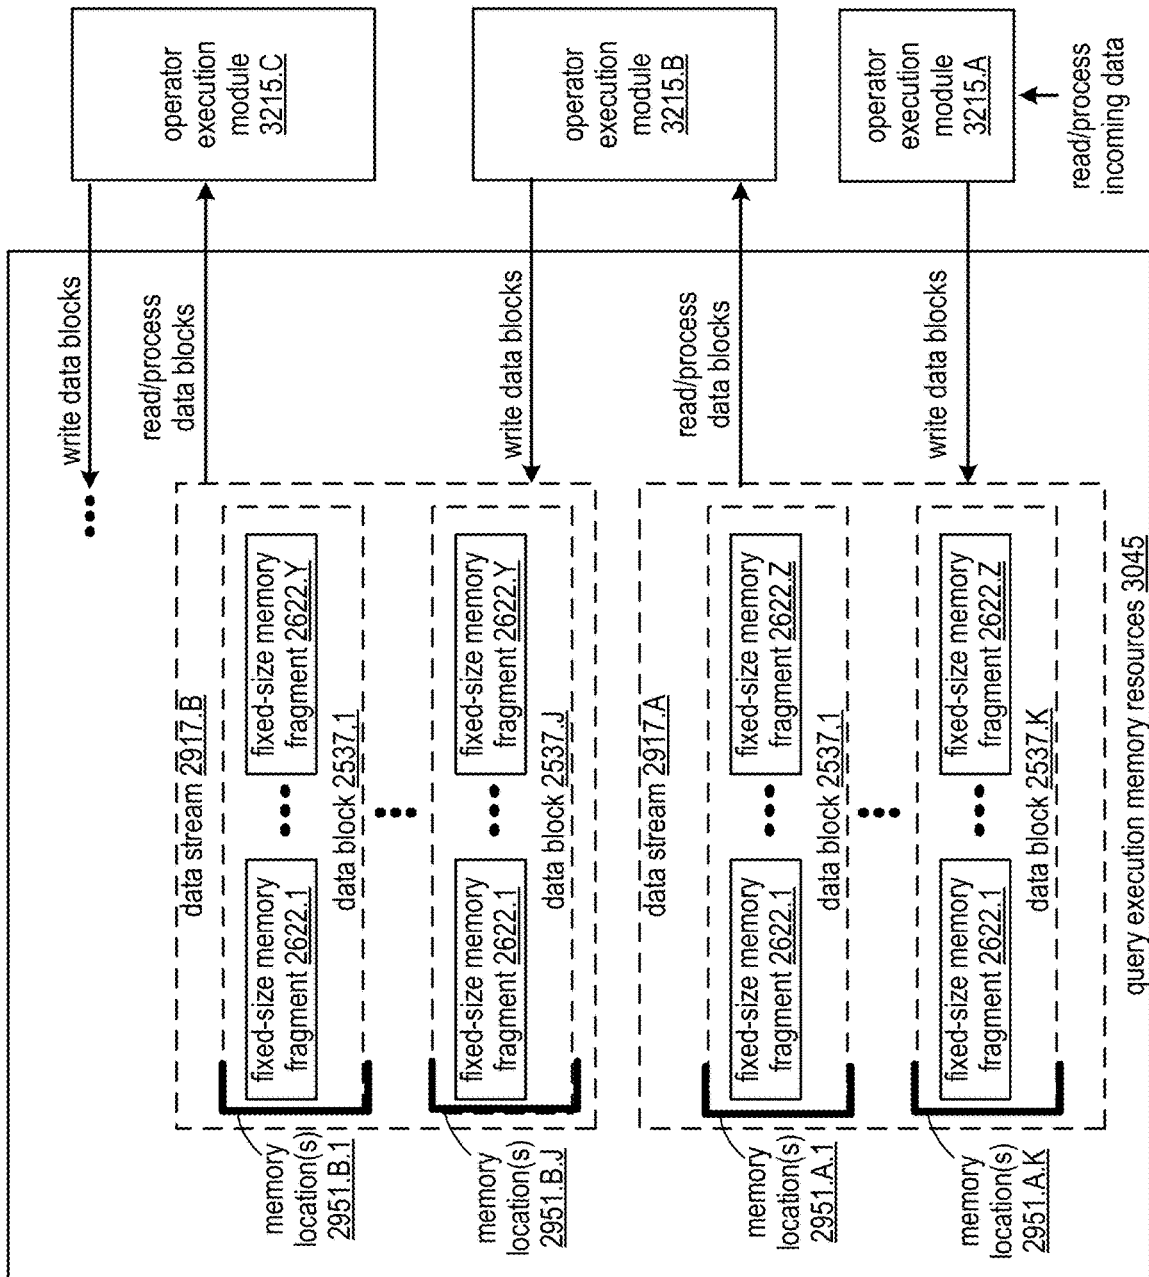 operator
execution
module
3215.C
operator
execution
module
3215.B
operator
execution
module
3215.A
read/process
incoming data
write data blocks
read/process
data blocks
write data blocks
read/process
data blocks
write data blocks
data stream 2917.B
fixed-size memory
fragment 2622.1
fixed-size memory
fragment 2622.Y
data block 2537.1
fixed-size memory
fragment 2622.1
fixed-size memory
fragment 2622.Y
data block 2537.J
data stream 2917.A
fixed-size memory
fragment 2622.1
fixed-size memory
fragment 2622.Z
data block 2537.1
fixed-size memory
fragment 2622.1
fixed-size memory
fragment 2622.Z
data block 2537.K
memory
location(s)
2951.B.1
memory
location(s)
2951.B.J
memory
location(s)
2951.A.1
memory
location(s)
2951.A.K
query execution memory resources 3045